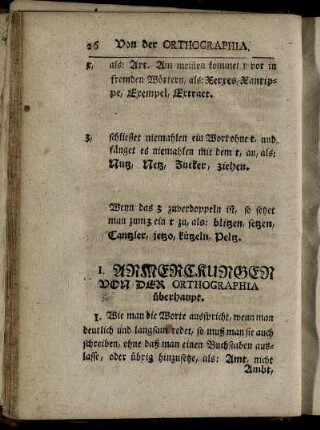 26 Von der ORTHOGRAPHIA.
x, als: Axt. Am meisten kommet x vor in
fremden Wörtern, als: Xerxes, Xantip-
pe, Exempel, Extract.
z, schliesset niemahlen ein Wort ohne t, und
fänget es niemahlen mit dem t, an, als:
Nutz, Netz, Zucker, ziehen.
Wenn das z zuverdoppeln ist, so setzet
man zum z ein t zu, als: blitzen, setzen,
Cantzler, jetzo, kützeln, Peltz.
I. ANMERCKUNGEN
VON DER ORTHOGRAPHIA
überhaupt.
1. Wie man die Worte ausspricht, wenn man
deutlich und langsam redet, so muß man sie auch
schreiben, ohne daß man einen Buchstaben aus-
lasse, oder übrig hinzusetze, als: Amt, nicht
Ambt,